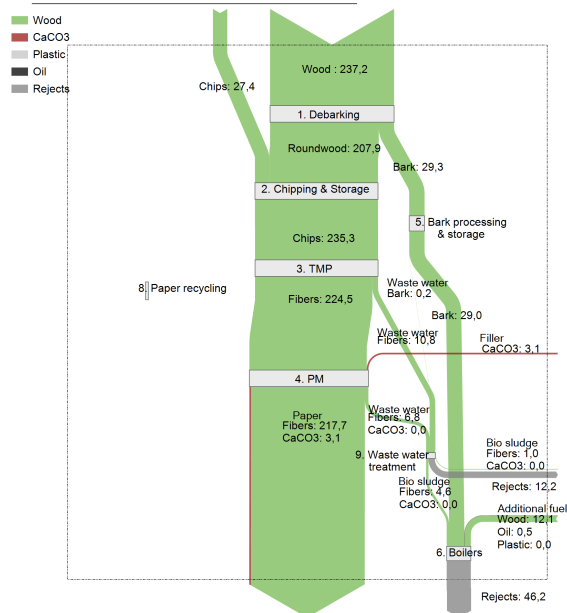 Wood
CaCO3
Plastic
Oil
Rejects
Chips: 27,4
Wood : 237,2
1. Debarking
Roundwood: 207,9
Bark: 29,3
2. Chipping & Storage
5. Bark processing
& storage
Chips: 235,3
3. TMP
8. Paper recycling
Fibers: 224,5
Waste water
Bark: 0,2
Bark: 29,0
Waste water
Fibers: 10,8
Filler
CaCO3: 3,1
4. PM
Paper
Fibers: 217,7
CaCO3: 3,1
Waste water
Fibers: 6,8
CaCO3: 0,0
9. Waste water
treatment
Bio sludge
Fibers: 1,0
CaCO3: 0,0
Rejects: 12,2
Bio sludge
Fibers: 4,6
CaCO3: 0,0
Additional fuel
Wood: 12,1
Oil: 0,5
Plastic: 0,0
6. Boilers
Rejects: 46,2